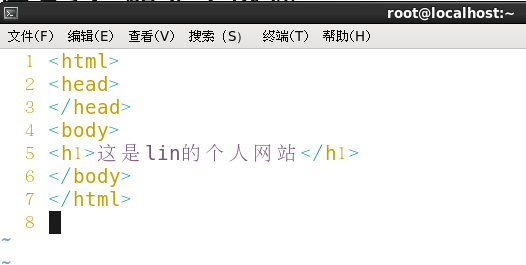 root@localhost:~
文件(F) 编辑(E) 查看(V) 搜索 (S) 终端(T) 帮助(H)
1 <html>
2 <head>
3 </head>
4 <body>
5 <h1>这是lin的个人网站</h1>
6 </body>
7 </html>
8
~
~